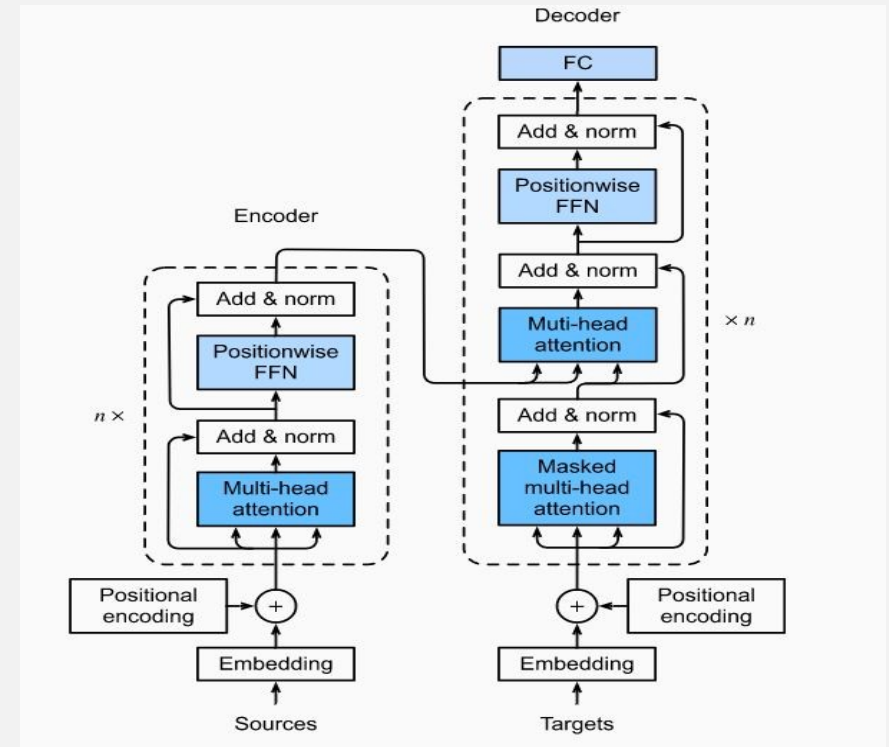 Decoder
FC
Add & norm
Positionwise
FFN
Add & norm
Muti-head
attention
× n
Add & norm
Masked
multi-head
attention
Positional
encoding
+
Embedding
Targets
Encoder
Add & norm
Positionwise
FFN
n ×
Add & norm
Multi-head
attention
Positional
encoding
+
Embedding
Sources